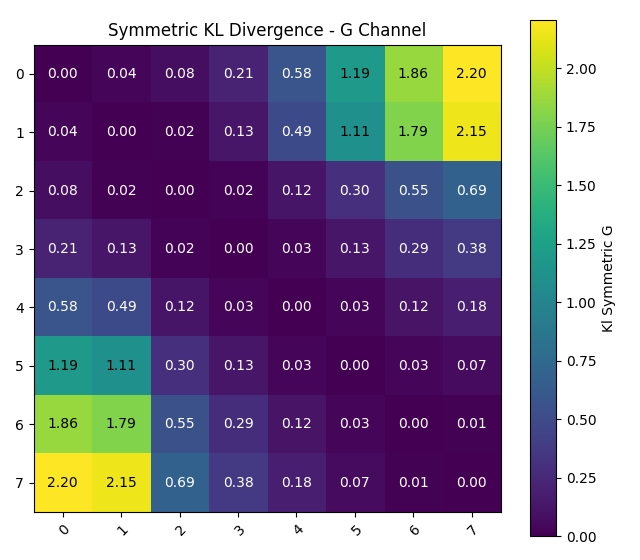 Symmetric KL Divergence - G Channel
0 0.00 0.04 0.08 0.21 0.58 1.19 1.86 2.20
1 0.04 0.00 0.02 0.13 0.49 1.11 1.79 2.15
2 0.08 0.02 0.00 0.02 0.12 0.30 0.55 0.69
3 0.21 0.13 0.02 0.00 0.03 0.13 0.29 0.38
4 0.58 0.49 0.12 0.03 0.00 0.03 0.12 0.18
5 1.19 1.11 0.30 0.13 0.03 0.00 0.03 0.07
6 1.86 1.79 0.55 0.29 0.12 0.03 0.00 0.01
7 2.20 2.15 0.69 0.38 0.18 0.07 0.01 0.00
0 1 2 3 4 5 6 7
2.00
1.75
1.50
1.25
1.00
0.75
0.50
0.25
0.00
Kl Symmetric G